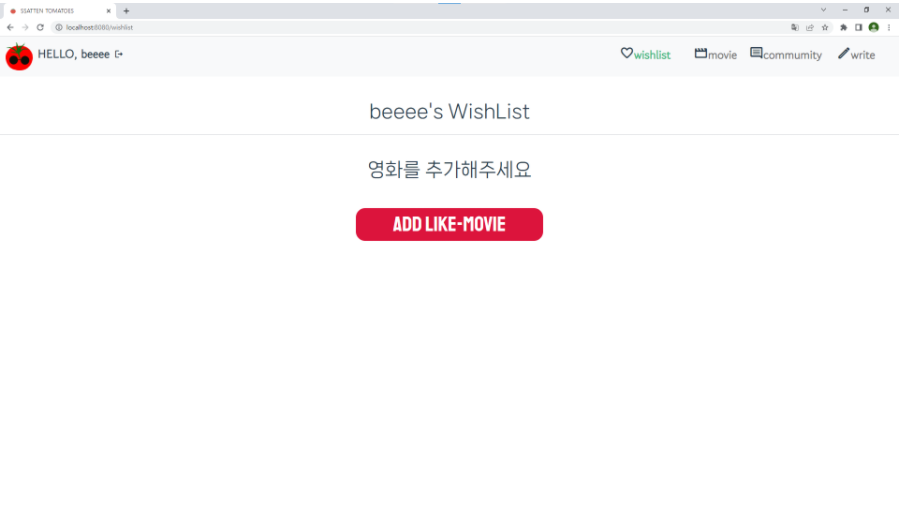 SSATTEN TOMATOES
localhost:8080/wishlist
HELLO, beeee
wishlist
movie
commumity
write
beeee's WishList
영화를 추가해주세요
ADD LIKE-MOVIE